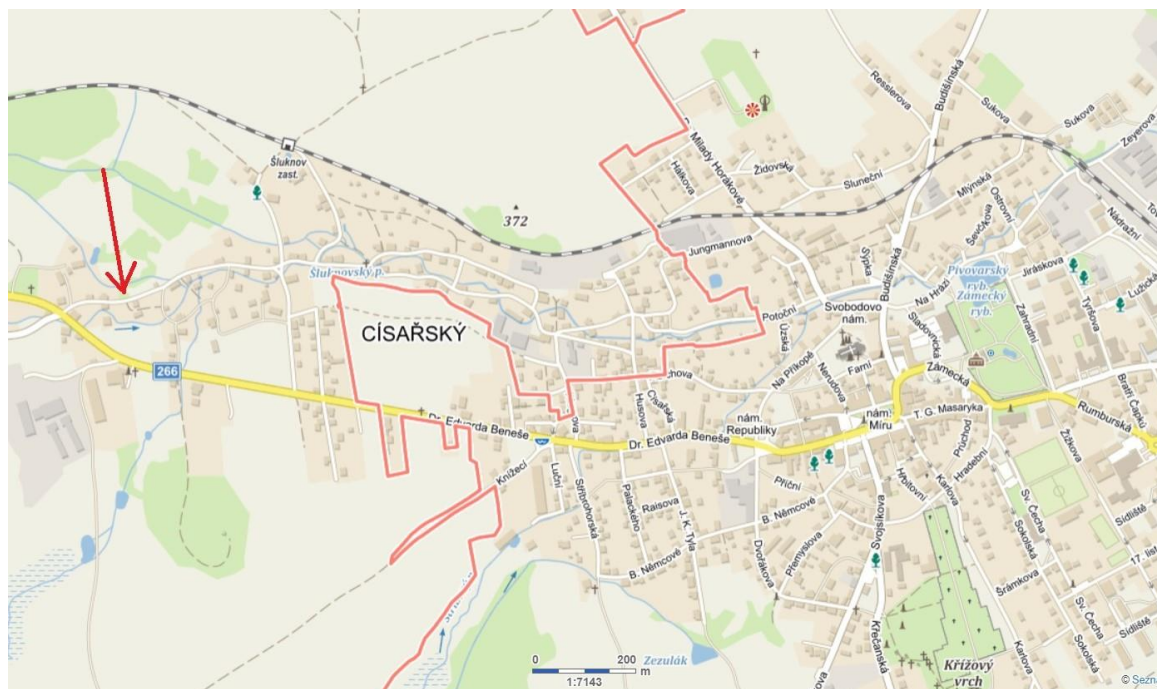 Resslerova
Budišínská
Sukova
Sukova
Zeyerova
Šluknov
zast.
Milady Horákové
Židovská
Hálkova
Sluneční
Mlýnská
Ostrovní
Ševčíkova
Nádražní
372
Jungmannova
Sýpka
Budišínská
Šluknovský p.
Pivovarský
ryb.
Zámecký
ryb.
Jiráskova
Lužická
Na Hrázi
Tyršova
Potoční
Svobodovo
nám.
Úzská
Sladovnická
Zahradní
CÍSAŘSKÝ
266
Na Příkopě
Farní
Zámecká
Nerudova
Bratří Čapků
Husova
Císařská
T. G. Masaryka
Rumburská
nám.
Republiky
nám.
Míru
Dr. Edvarda Beneše
Dr. Edvarda Beneše
Průchod
Hradební
Žižkova
Knížecí
Luční
Stříbrohorská
Palackého
Raisova
J. K. Tyla
Příční
B. Němcové
Hřbitovní
Karlova
Svojsíkova
Sv. Čecha
Sokolská
Sídliště
B. Němcové
Dvořákova
Přemyslova
Šrámkova
17. list
Sv. Čecha
Sídliště
Sokolská
Karlova
Křečanská
Křížový
vrch
Zezulák
0 200
m
1:7143
© Sezn